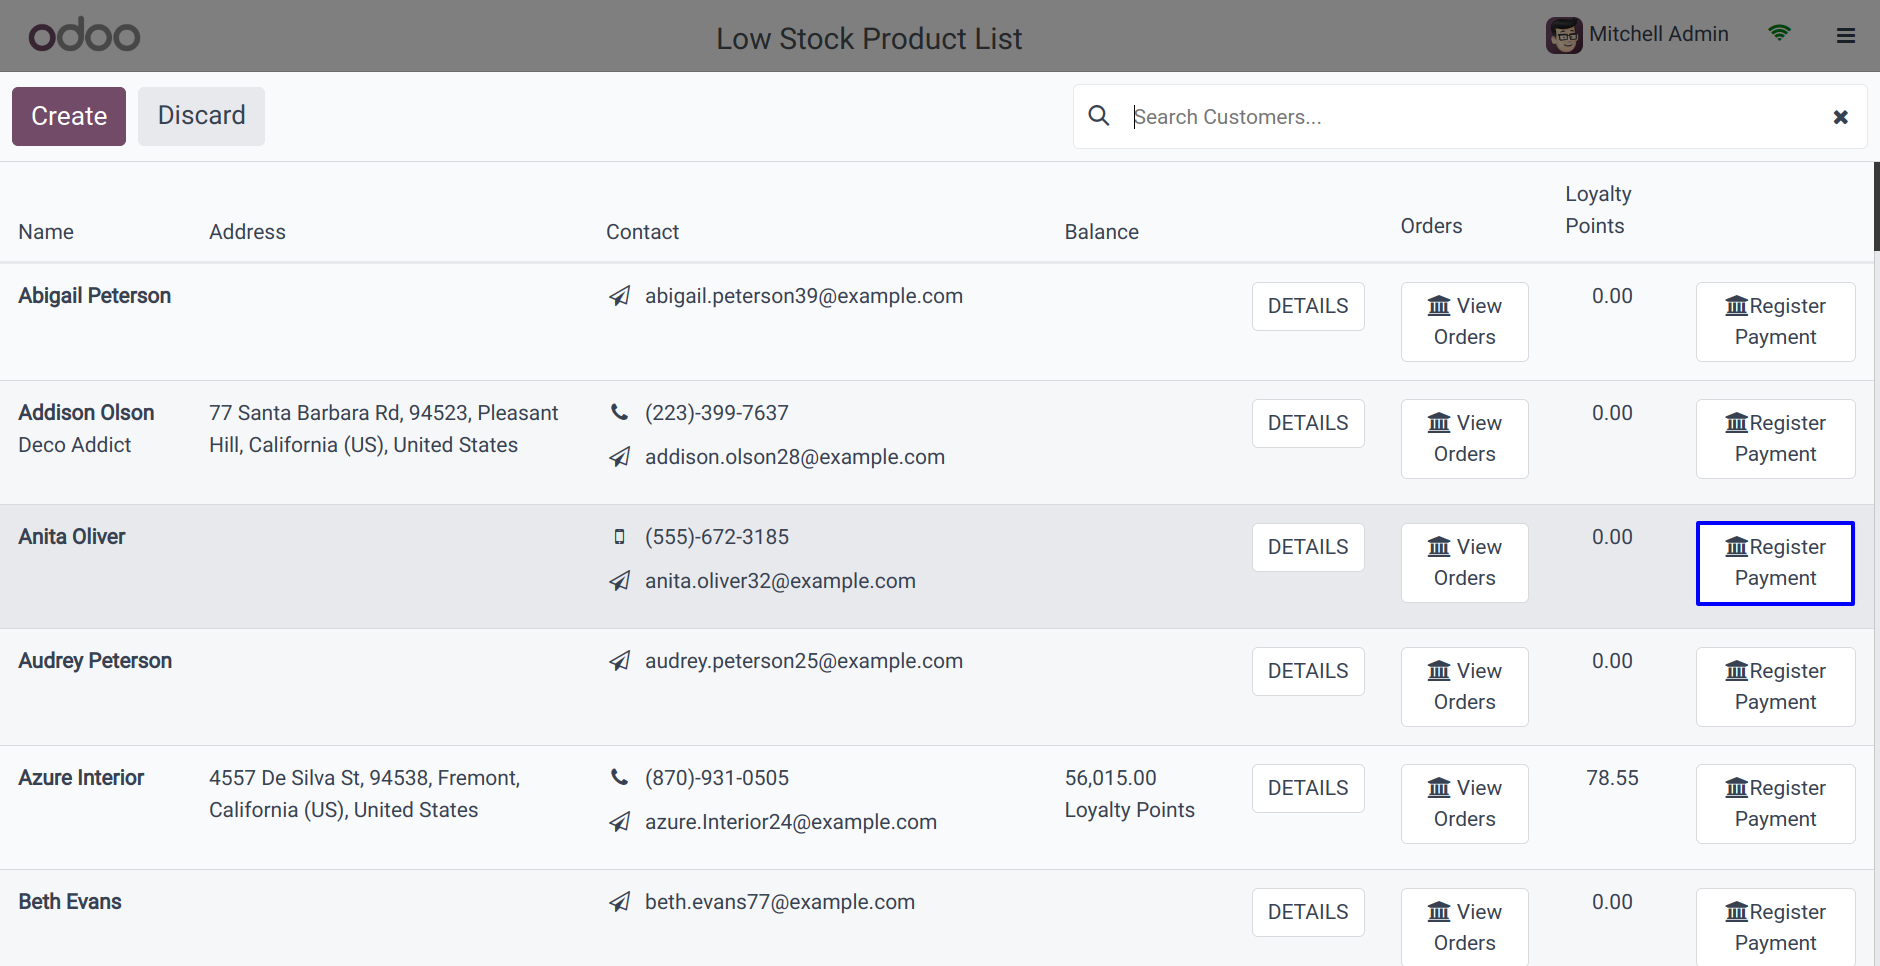 odoo
Low Stock Product List
Mitchell Admin
Create
Discard
Search Customers...
Name
Address
Contact
Balance
Orders
Loyalty
Points
Abigail Peterson
abigail.peterson39@example.com
DETAILS
View
Orders
0.00
Register
Payment
Addison Olson
Deco Addict
77 Santa Barbara Rd, 94523, Pleasant
Hill, California (US), United States
(223)-399-7637
addison.olson28@example.com
DETAILS
View
Orders
0.00
Register
Payment
Anita Oliver
(555)-672-3185
anita.oliver32@example.com
DETAILS
View
Orders
0.00
Register
Payment
Audrey Peterson
audrey.peterson25@example.com
DETAILS
View
Orders
0.00
Register
Payment
Azure Interior
4557 De Silva St, 94538, Fremont,
California (US), United States
(870)-931-0505
azure.Interior24@example.com
56,015.00
Loyalty Points
DETAILS
View
Orders
78.55
Register
Payment
Beth Evans
beth.evans77@example.com
DETAILS
View
Orders
0.00
Register
Payment